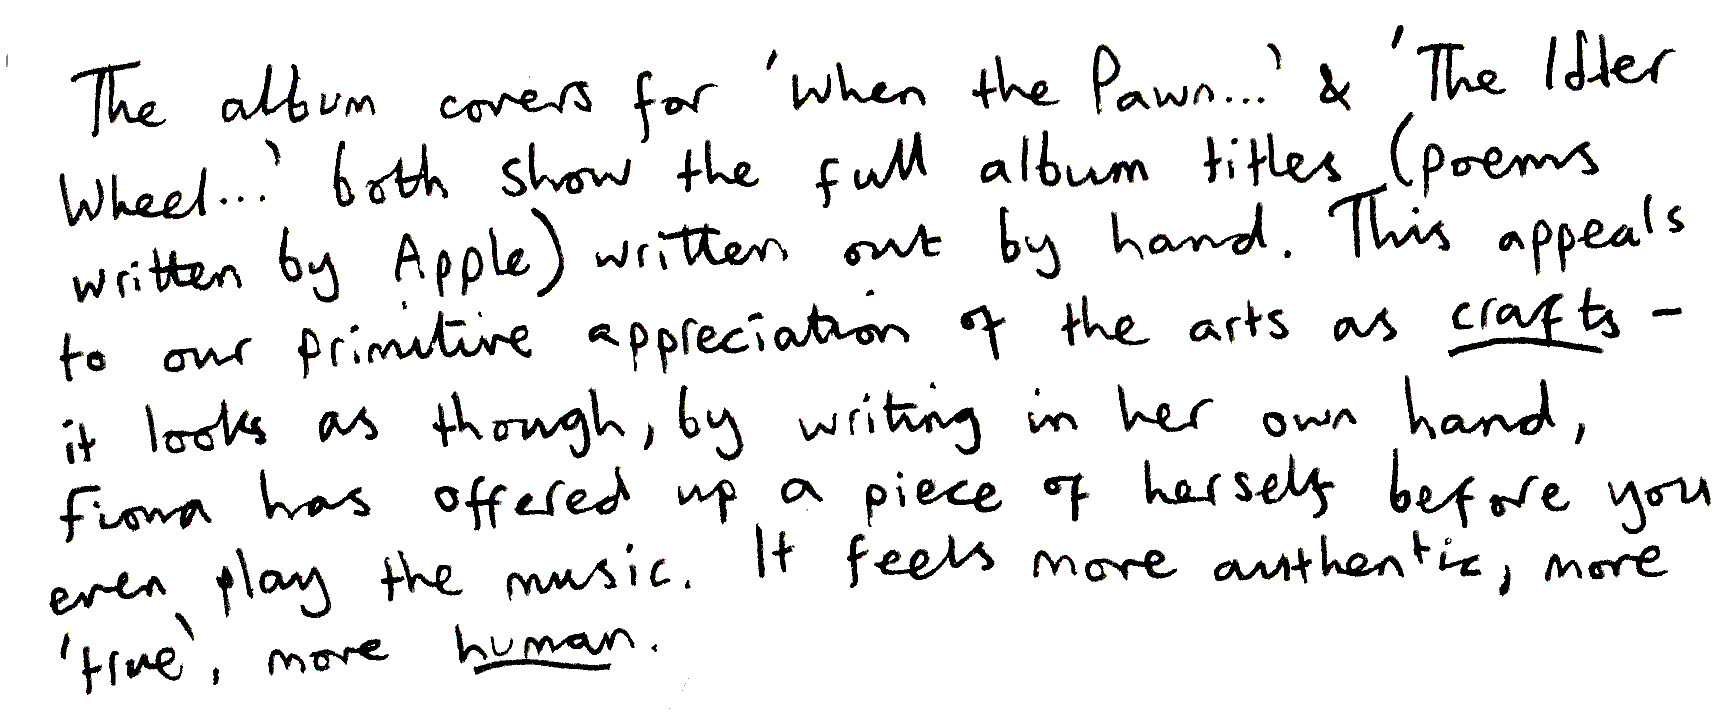 The album covers for 'When the Pawn...' & 'The Idler
Wheel...' both show the full album titles (poems
written by Apple) written out by hand. This appeals
to our primitive appreciation of the arts as crafts -
it looks as though, by writing in her own hand,
Fiona has offered up a piece of herself before you
even play the music. It feels more authentic, more
'true', more human.